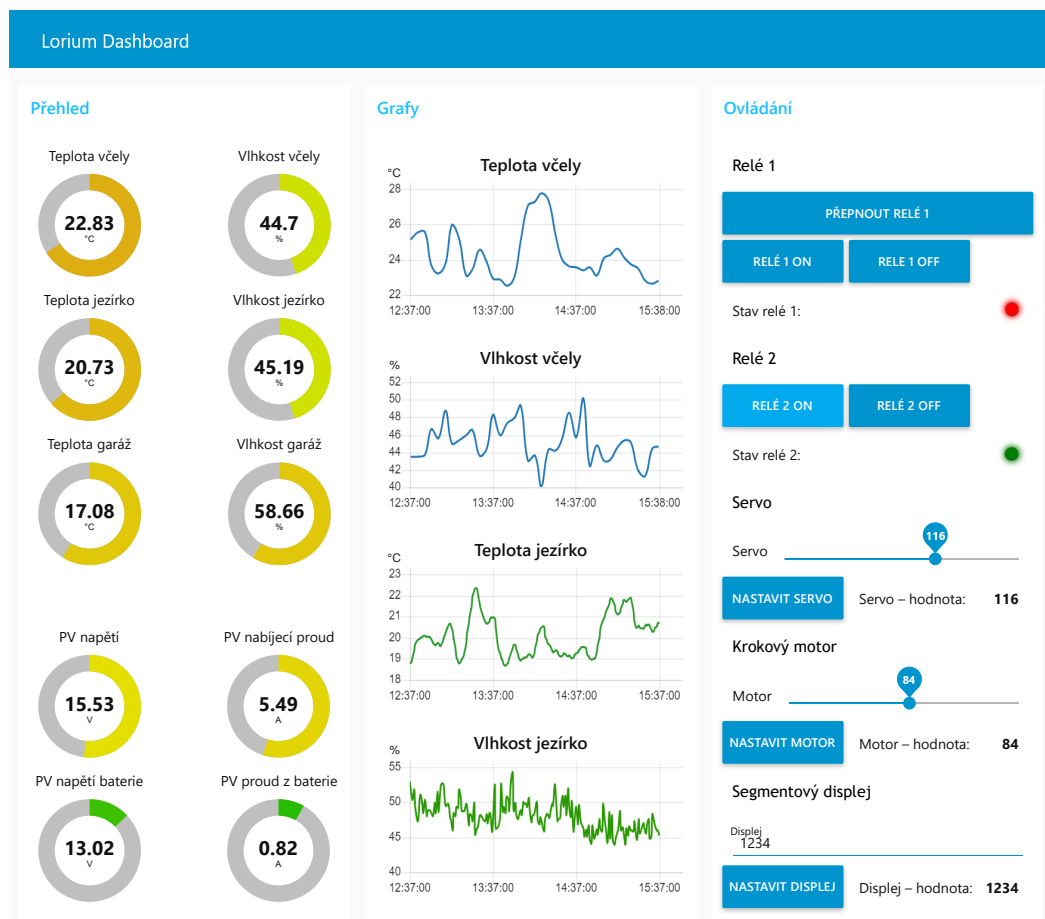 Lorium Dashboard
Přehled
Teplota včely
22.83
°C
Vlhkost včely
44.7
%
Teplota jezírko
20.73
°C
Vlhkost jezírko
45.19
%
Teplota garáž
17.08
°C
Vlhkost garáž
58.66
%
PV napětí
15.53
V
PV nabíjecí proud
5.49
A
PV napětí baterie
13.02
V
PV proud z baterie
0.82
A
Grafy
Teplota včely
°C
28
26
24
22
12:37:00 13:37:00 14:37:00 15:38:00
Vlhkost včely
%
52
50
48
46
44
42
40
12:37:00 13:37:00 14:37:00 15:38:00
Teplota jezírko
°C
23
22
21
20
19
18
12:37:00 13:37:00 14:37:00 15:37:00
Vlhkost jezírko
%
55
50
45
40
12:37:00 13:37:00 14:37:00 15:37:00
Ovládání
Relé 1
PŘEPNOUT RELÉ 1
RELÉ 1 ON RELE 1 OFF
Stav relé 1:
Relé 2
RELÉ 2 ON RELÉ 2 OFF
Stav relé 2:
Servo
116
Servo
NASTAVIT SERVO Servo – hodnota: 116
Krokový motor
84
Motor
NASTAVIT MOTOR Motor – hodnota: 84
Segmentový displej
Displej
1234
NASTAVIT DISPLEJ Displej – hodnota: 1234